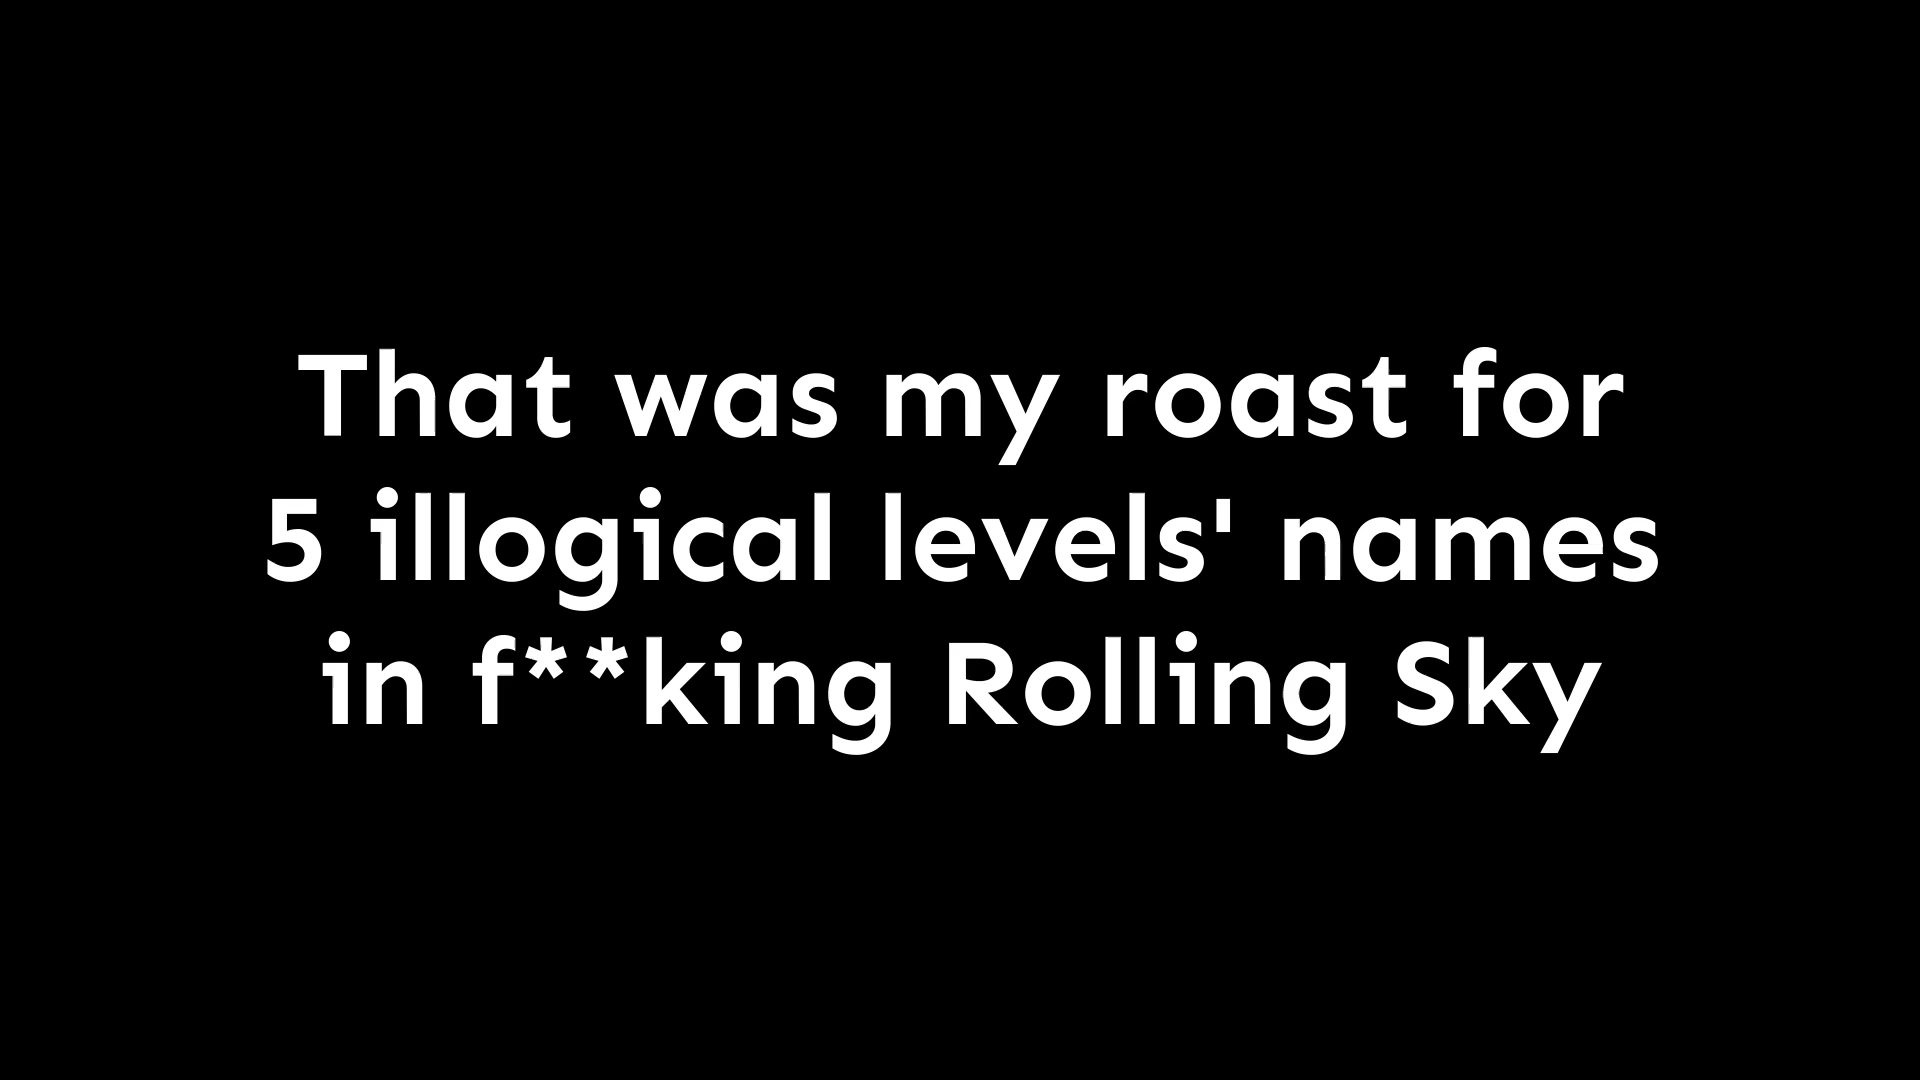 That was my roast for
5 illogical levels' names
in f**king Rolling Sky